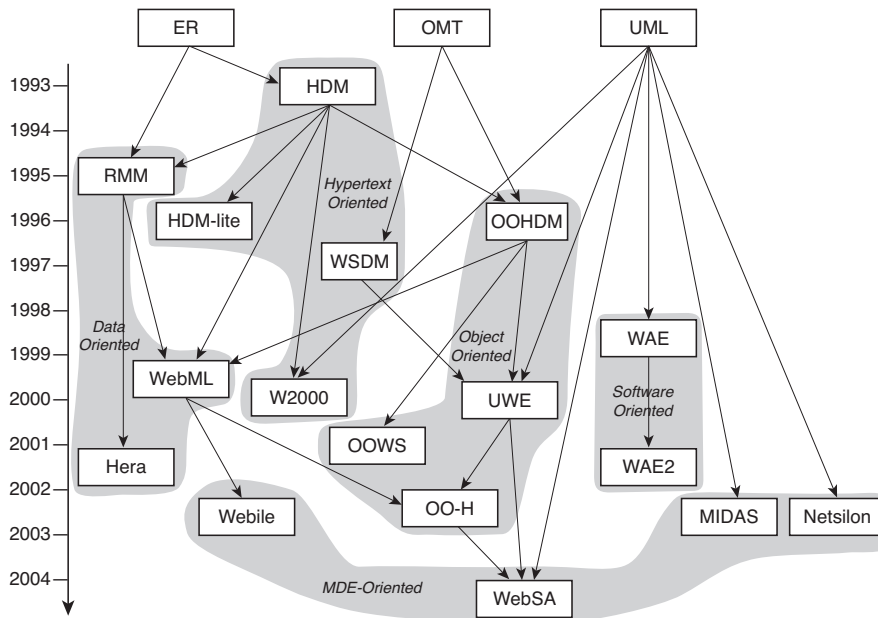 ER
OMT
UML
1993
HDM
1994
1995
RMM
Hypertext
Oriented
1996
HDM-lite
OOHDM
WSDM
1997
1998
Data
Oriented
Object
Oriented
WAE
1999
WebML
2000
W2000
UWE
Software
Oriented
2001
OOWS
Hera
WAE2
2002
Webile
OO-H
MIDAS
Netsilon
2003
2004
MDE-Oriented
WebSA